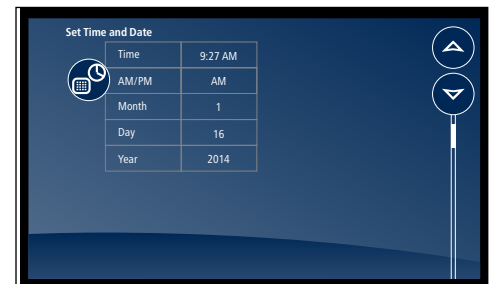 Set Time and Date
Time 9:27 AM
AM/PM AM
Month 1
Day 16
Year 2014